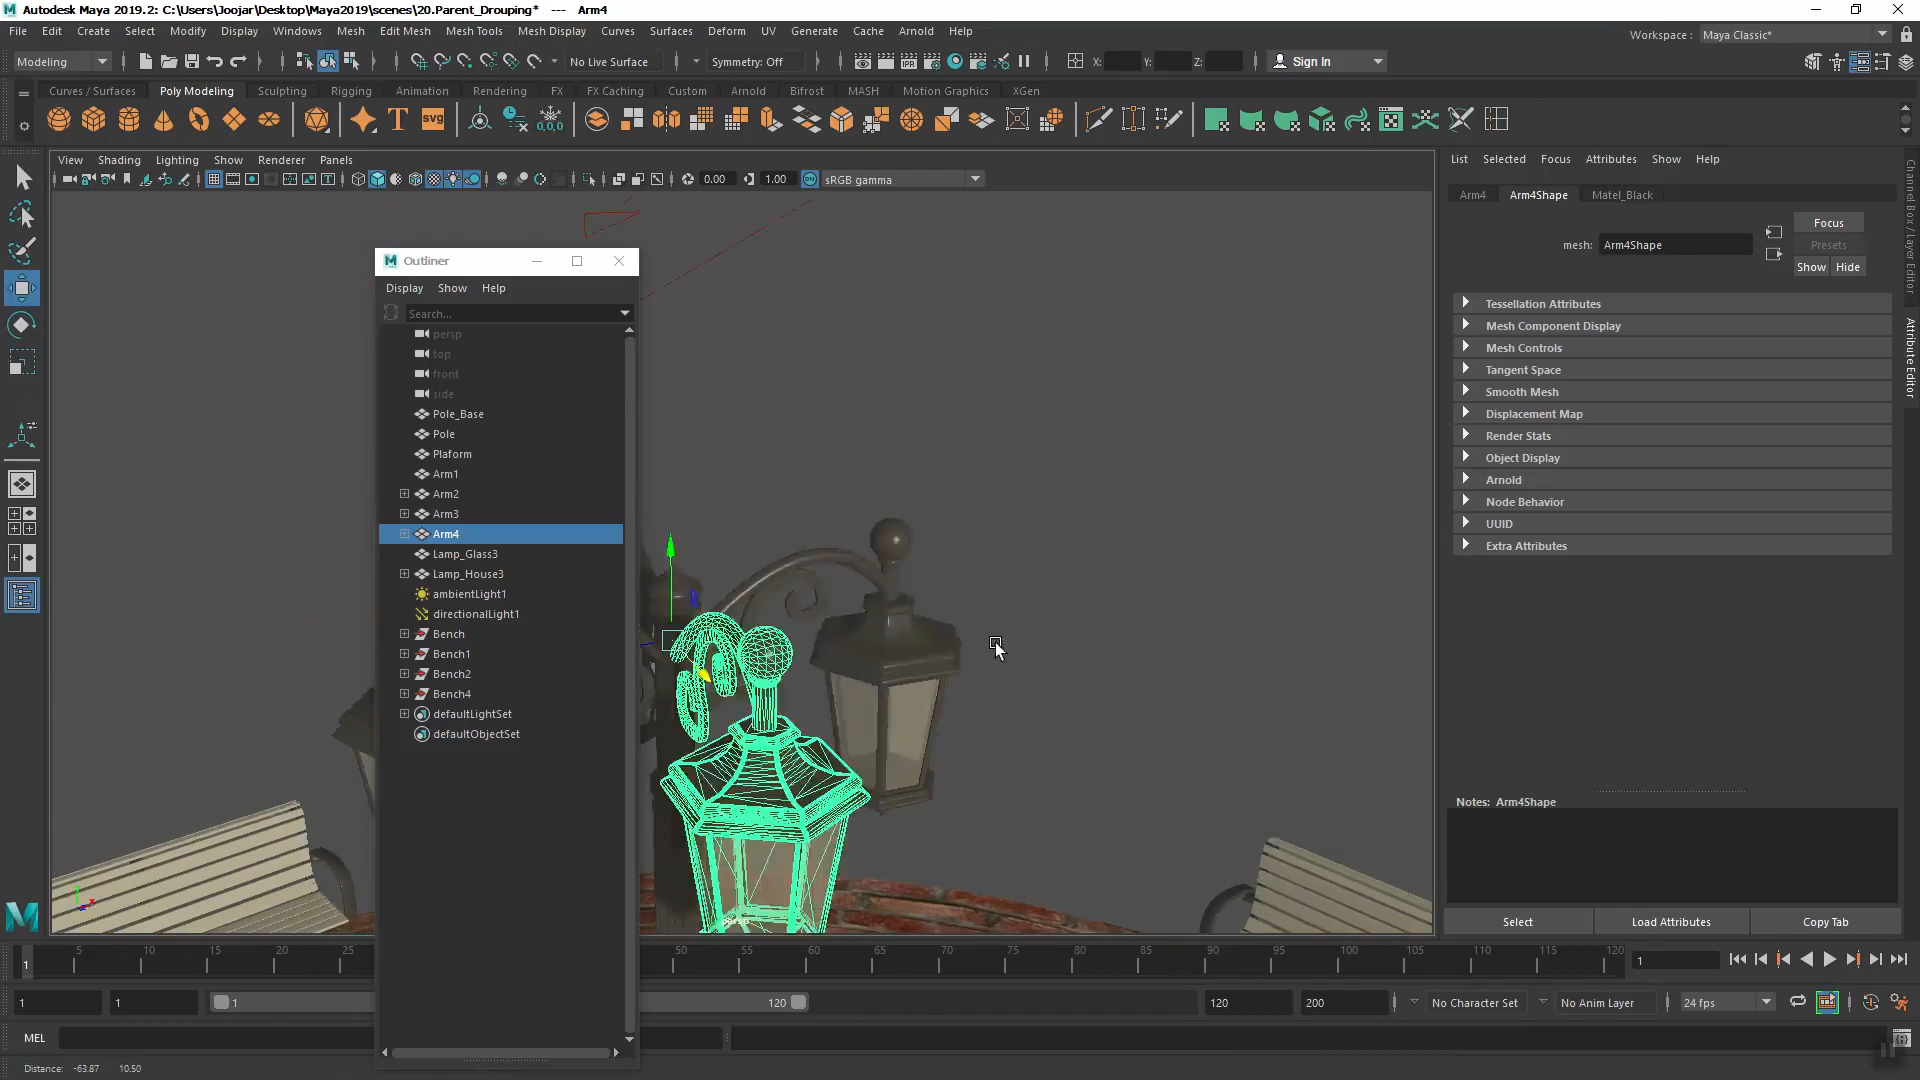 Autodesk Maya 2019.2: C:\Users\Joojar\Desktop\Maya2019\scenes\20.Parent_Drouping* --- Arm4
File Edit Create Select Modify Display Windows Mesh Edit Mesh Mesh Tools Mesh Display Curves Surfaces Deform UV Generate Cache Arnold Help
Workspace : Maya Classic*
Modeling
No Live Surface
Symmetry: Off
X:
Y:
Z:
Sign In
Curves / Surfaces Poly Modeling Sculpting Rigging Animation Rendering FX FX Caching Custom Arnold Bifrost MASH Motion Graphics XGen
View Shading Lighting Show Renderer Panels
0.00
1.00
sRGB gamma
Outliner
Display Show Help
Search...
persp
top
front
side
Pole_Base
Pole
Plaform
Arm1
Arm2
Arm3
Arm4
Lamp_Glass3
Lamp_House3
ambientLight1
directionalLight1
Bench
Bench1
Bench2
Bench4
defaultLightSet
defaultObjectSet
List Selected Focus Attributes Show Help
Arm4 Arm4Shape Matel_Black
mesh: Arm4Shape
Focus
Presets
Show Hide
Tessellation Attributes
Mesh Component Display
Mesh Controls
Tangent Space
Smooth Mesh
Displacement Map
Render Stats
Object Display
Arnold
Node Behavior
UUID
Extra Attributes
Notes: Arm4Shape
Select Load Attributes Copy Tab
Channel Box / Layer Editor
Attribute Editor
5 10 15 20 25 50 55 60 65 70 75 80 85 90 95 100 105 110 115 120
1
1
1 1 1 120 120 200
No Character Set
No Anim Layer
24 fps
MEL
Distance: -63.87 10.50